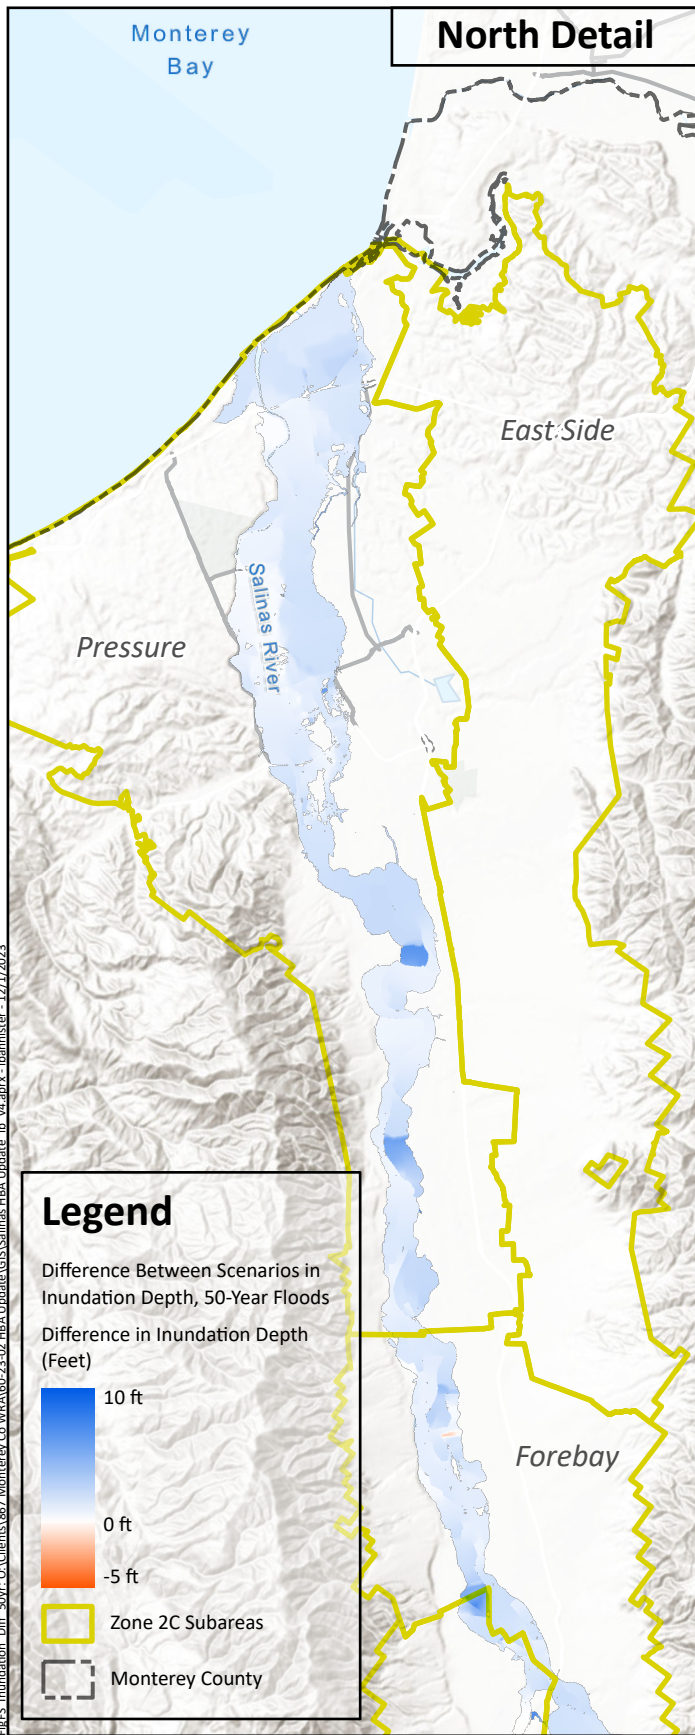 North Detail
Monterey
Bay
East Side
Pressure
Salinas River
Forebay
Legend
Difference Between Scenarios in
Inundation Depth, 50-Year Floods
Difference in Inundation Depth
(Feet)
10 ft
0 ft
-5 ft
Zone 2C Subareas
Monterey County